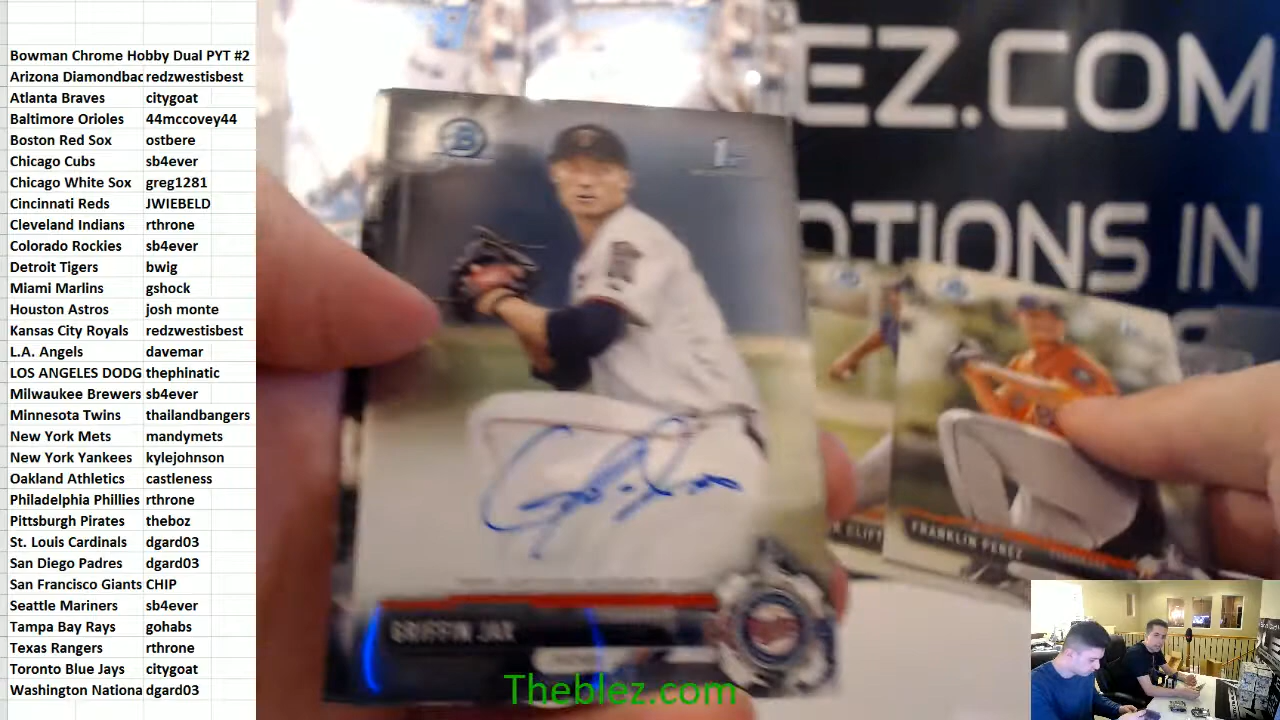 Bowman Chrome Hobby Dual PYT #2
Arizona Diamondbac redzwestisbest
Atlanta Braves citygoat
Baltimore Orioles 44mccovey44
Boston Red Sox ostbere
Chicago Cubs sb4ever
Chicago White Sox greg1281
Cincinnati Reds JWIEBELD
Cleveland Indians rthrone
Colorado Rockies sb4ever
Detroit Tigers bwig
Miami Marlins gshock
Houston Astros josh monte
Kansas City Royals redzwestisbest
L.A. Angels davemar
LOS ANGELES DODG thephinatic
Milwaukee Brewers sb4ever
Minnesota Twins thailandbangers
New York Mets mandymets
New York Yankees kylejohnson
Oakland Athletics castleness
Philadelphia Phillies rthrone
Pittsburgh Pirates theboz
St. Louis Cardinals dgard03
San Diego Padres dgard03
San Francisco Giants CHIP
Seattle Mariners sb4ever
Tampa Bay Rays gohabs
Texas Rangers rthrone
Toronto Blue Jays citygoat
Washington Nationa dgard03
EZ.COM
OTIONS IN
B
1st
FRANKLIN PEREZ
GRIFFIN JAX
Theblez.com